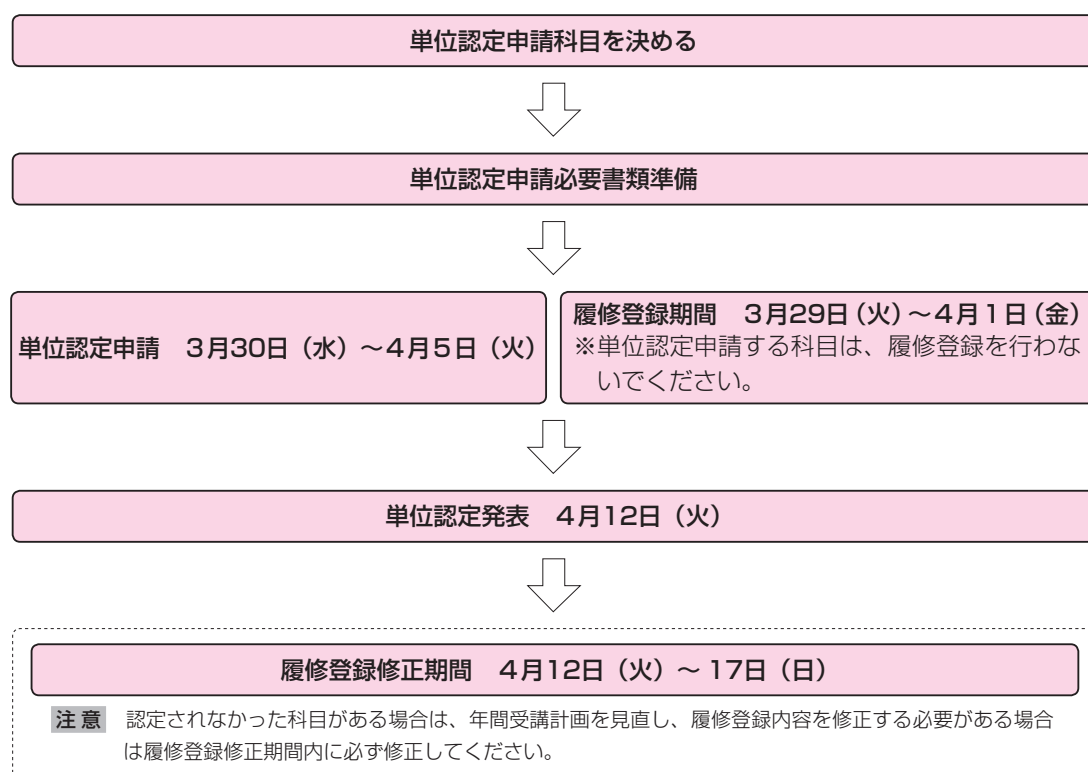 単位認定申請科目を決める
単位認定申請必要書類準備
単位認定申請　3月30日（水）～4月5日（火）
履修登録期間　3月29日（火）～4月1日（金）
※単位認定申請する科目は、履修登録を行わな
いでください。
単位認定発表　4月12日（火）
履修登録修正期間　4月12日（火）～ 17日（日）
注 意　認定されなかった科目がある場合は、年間受講計画を見直し、履修登録内容を修正する必要がある場合
は履修登録修正期間内に必ず修正してください。